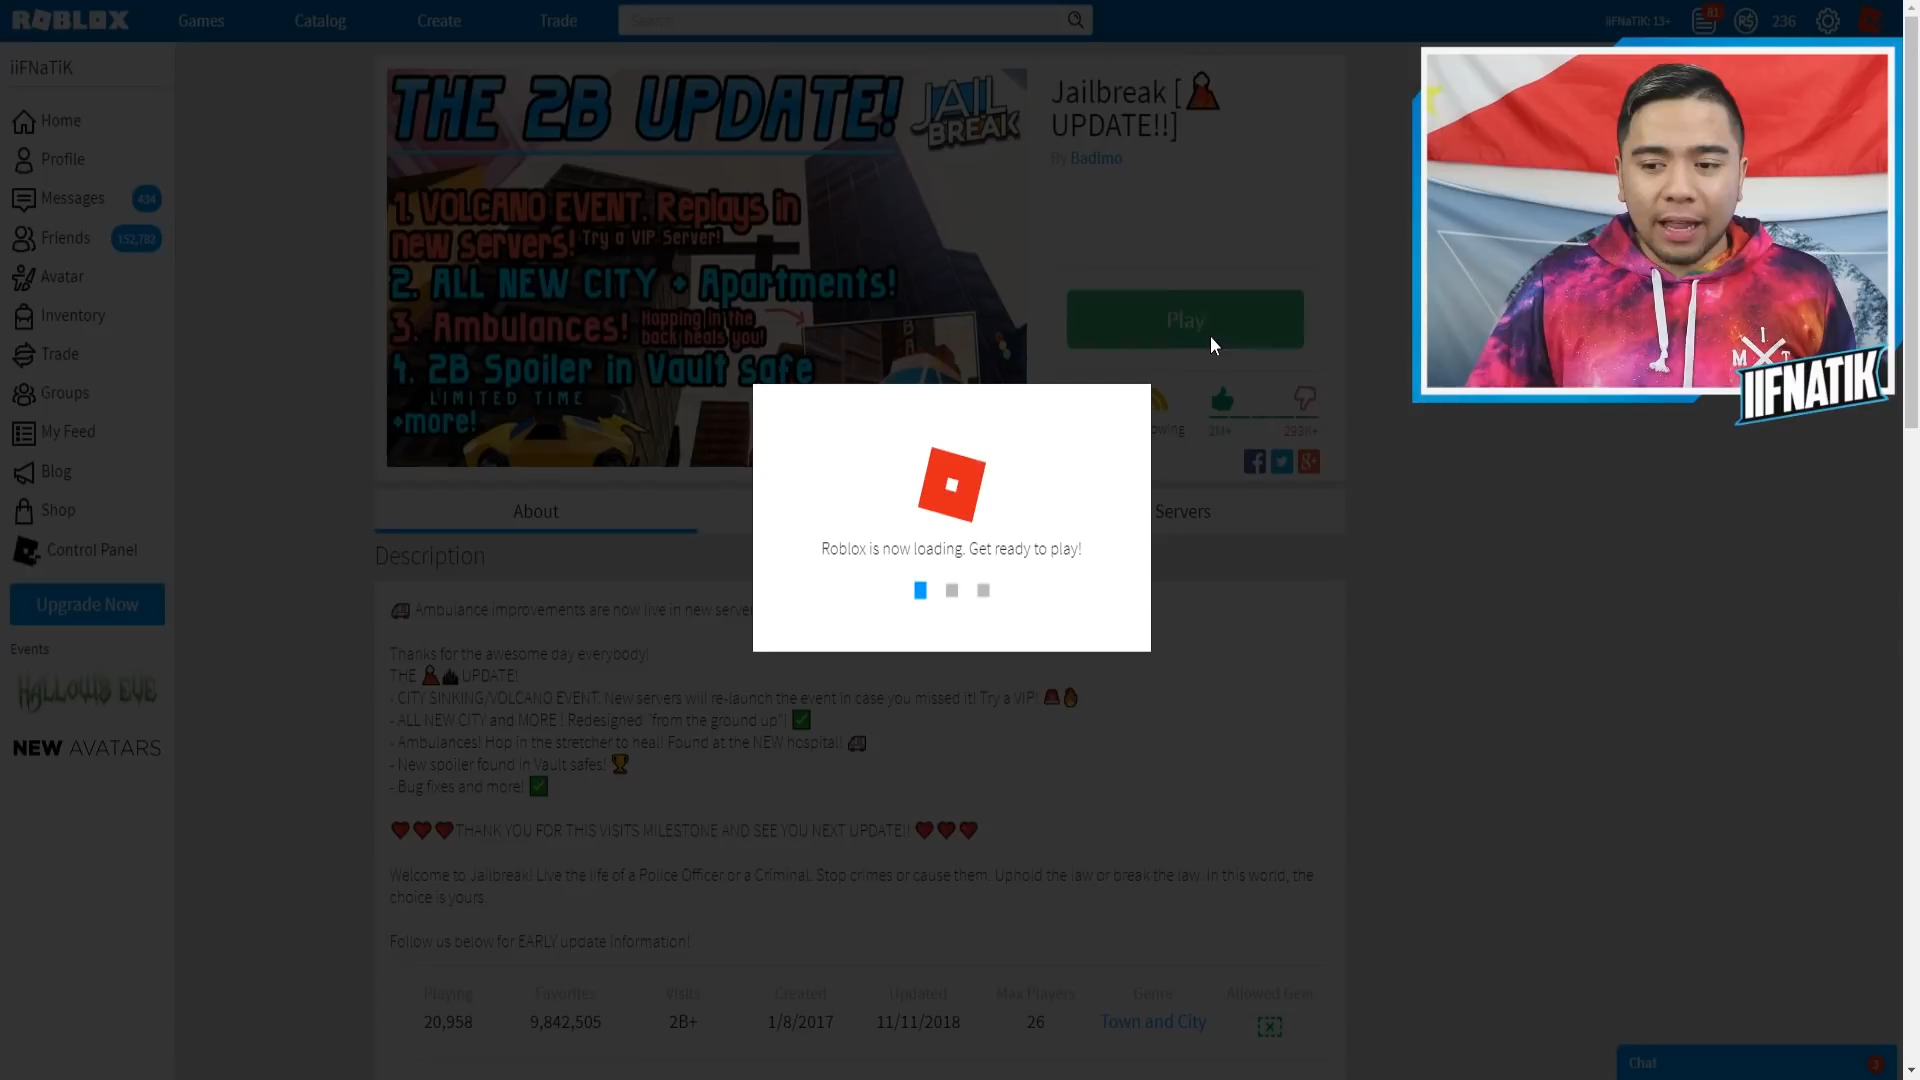 ROBLOX
Games
Catalog
Create
Trade
Search
iiFNaTiK: 13+
81
R$
236
iiFNaTiK
Home
Profile
Messages
434
Friends
152,782
Avatar
Inventory
Trade
Groups
My Feed
Blog
Shop
Control Panel
Upgrade Now
Events
HALLOW'S EVE
NEW AVATARS
THE 2B UPDATE!
JAIL
BREAK
1. VOLCANO EVENT. Replays in
new servers! Try a VIP Server!
2. ALL NEW CITY + Apartments!
3. Ambulances! Hopping in the
back heals you!
4. 2B Spoiler in Vault safe
LIMITED TIME
+more!
BA
Jailbreak [
UPDATE!!]
By Badimo
Play
owing
2M+
293K+
M I T
IIFNATIK
About
Servers
Roblox is now loading. Get ready to play!
Description
Ambulance improvements are now live in new server
Thanks for the awesome day everybody!
THE UPDATE!
- CITY SINKING/VOLCANO EVENT. New servers will re-launch the event in case you missed it! Try a VIP!
- ALL NEW CITY and MORE ! Redesigned "from the ground up"!
- Ambulances! Hop in the stretcher to heal! Found at the NEW hospital!
- New spoiler found in Vault safes!
- Bug fixes and more!
THANK YOU FOR THIS VISITS MILESTONE AND SEE YOU NEXT UPDATE!!
Welcome to Jailbreak! Live the life of a Police Officer or a Criminal. Stop crimes or cause them. Uphold the law or break the law. In this world, the
choice is yours.
Follow us below for EARLY update information!
Playing
Favorites
Visits
Created
Updated
Max Players
Genre
Allowed Gear
20,958
9,842,505
2B+
1/8/2017
11/11/2018
26
Town and City
Chat
3